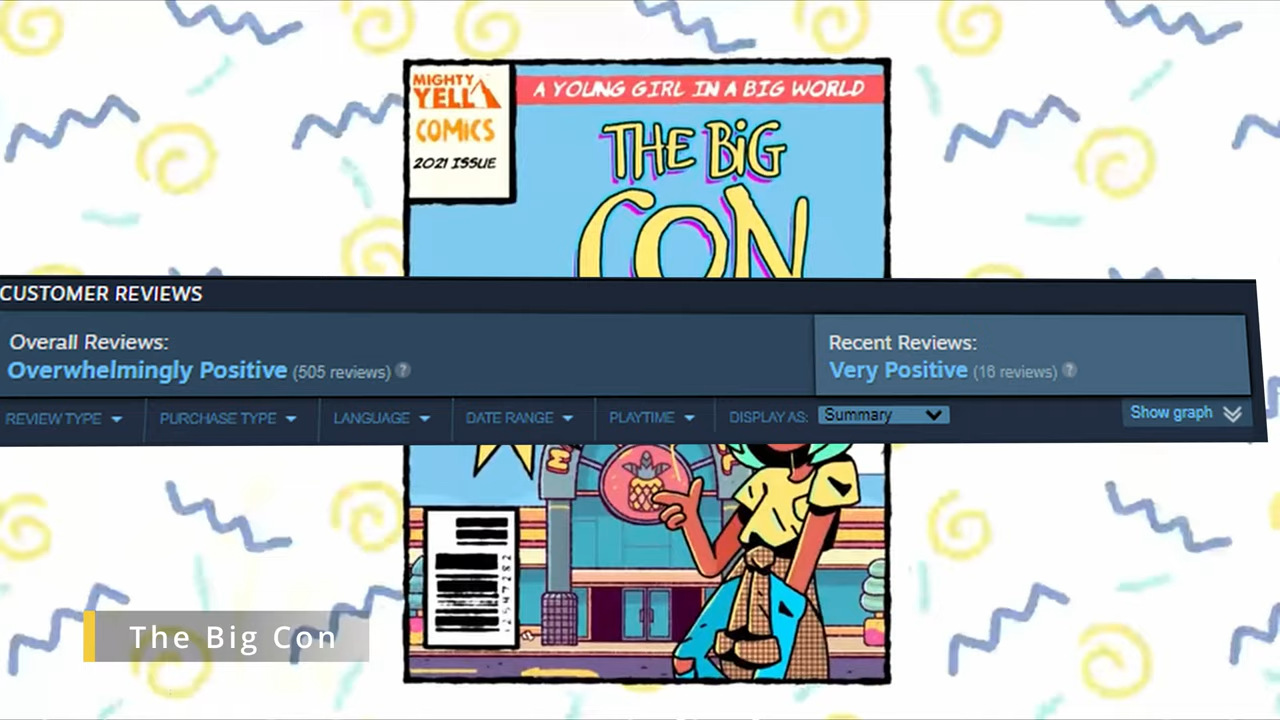 MIGHTY
YELL
COMICS
2021 ISSUE
A YOUNG GIRL IN A BIG WORLD
THE BiG
CON
CUSTOMER REVIEWS
Overall Reviews:
Overwhelmingly Positive (505 reviews) ?
Recent Reviews:
Very Positive (16 reviews) ?
REVIEW TYPE
PURCHASE TYPE
LANGUAGE
DATE RANGE
PLAYTIME
DISPLAY AS: Summary
Show graph
The Big Con